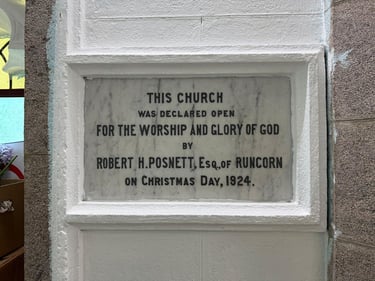 THIS CHURCH
WAS DECLARED OPEN
FOR THE WORSHIP AND GLORY OF GOD
BY
ROBERT H. POSNETT, ESQ., OF RUNCORN
ON CHRISTMAS DAY, 1924.